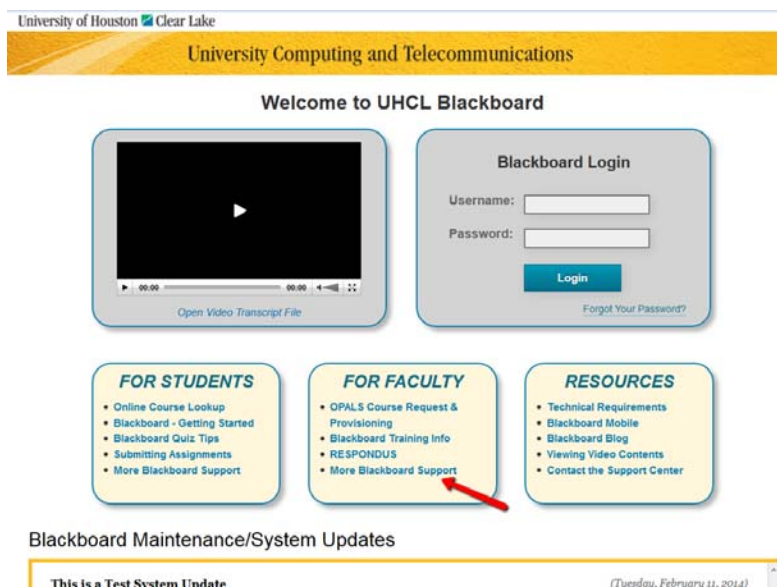 University of Houston Clear Lake
University Computing and Telecommunications
Welcome to UHCL Blackboard
00:00 00:00
Open Video Transcript File
Blackboard Login
Username:
Password:
Login
Forgot Your Password?
FOR STUDENTS
• Online Course Lookup
• Blackboard - Getting Started
• Blackboard Quiz Tips
• Submitting Assignments
• More Blackboard Support
FOR FACULTY
• OPALS Course Request &
Provisioning
• Blackboard Training Info
• RESPONDUS
• More Blackboard Support
RESOURCES
• Technical Requirements
• Blackboard Mobile
• Blackboard Blog
• Viewing Video Contents
• Contact the Support Center
Blackboard Maintenance/System Updates
This is a Test System Update (Tuesday, February 11, 2014)